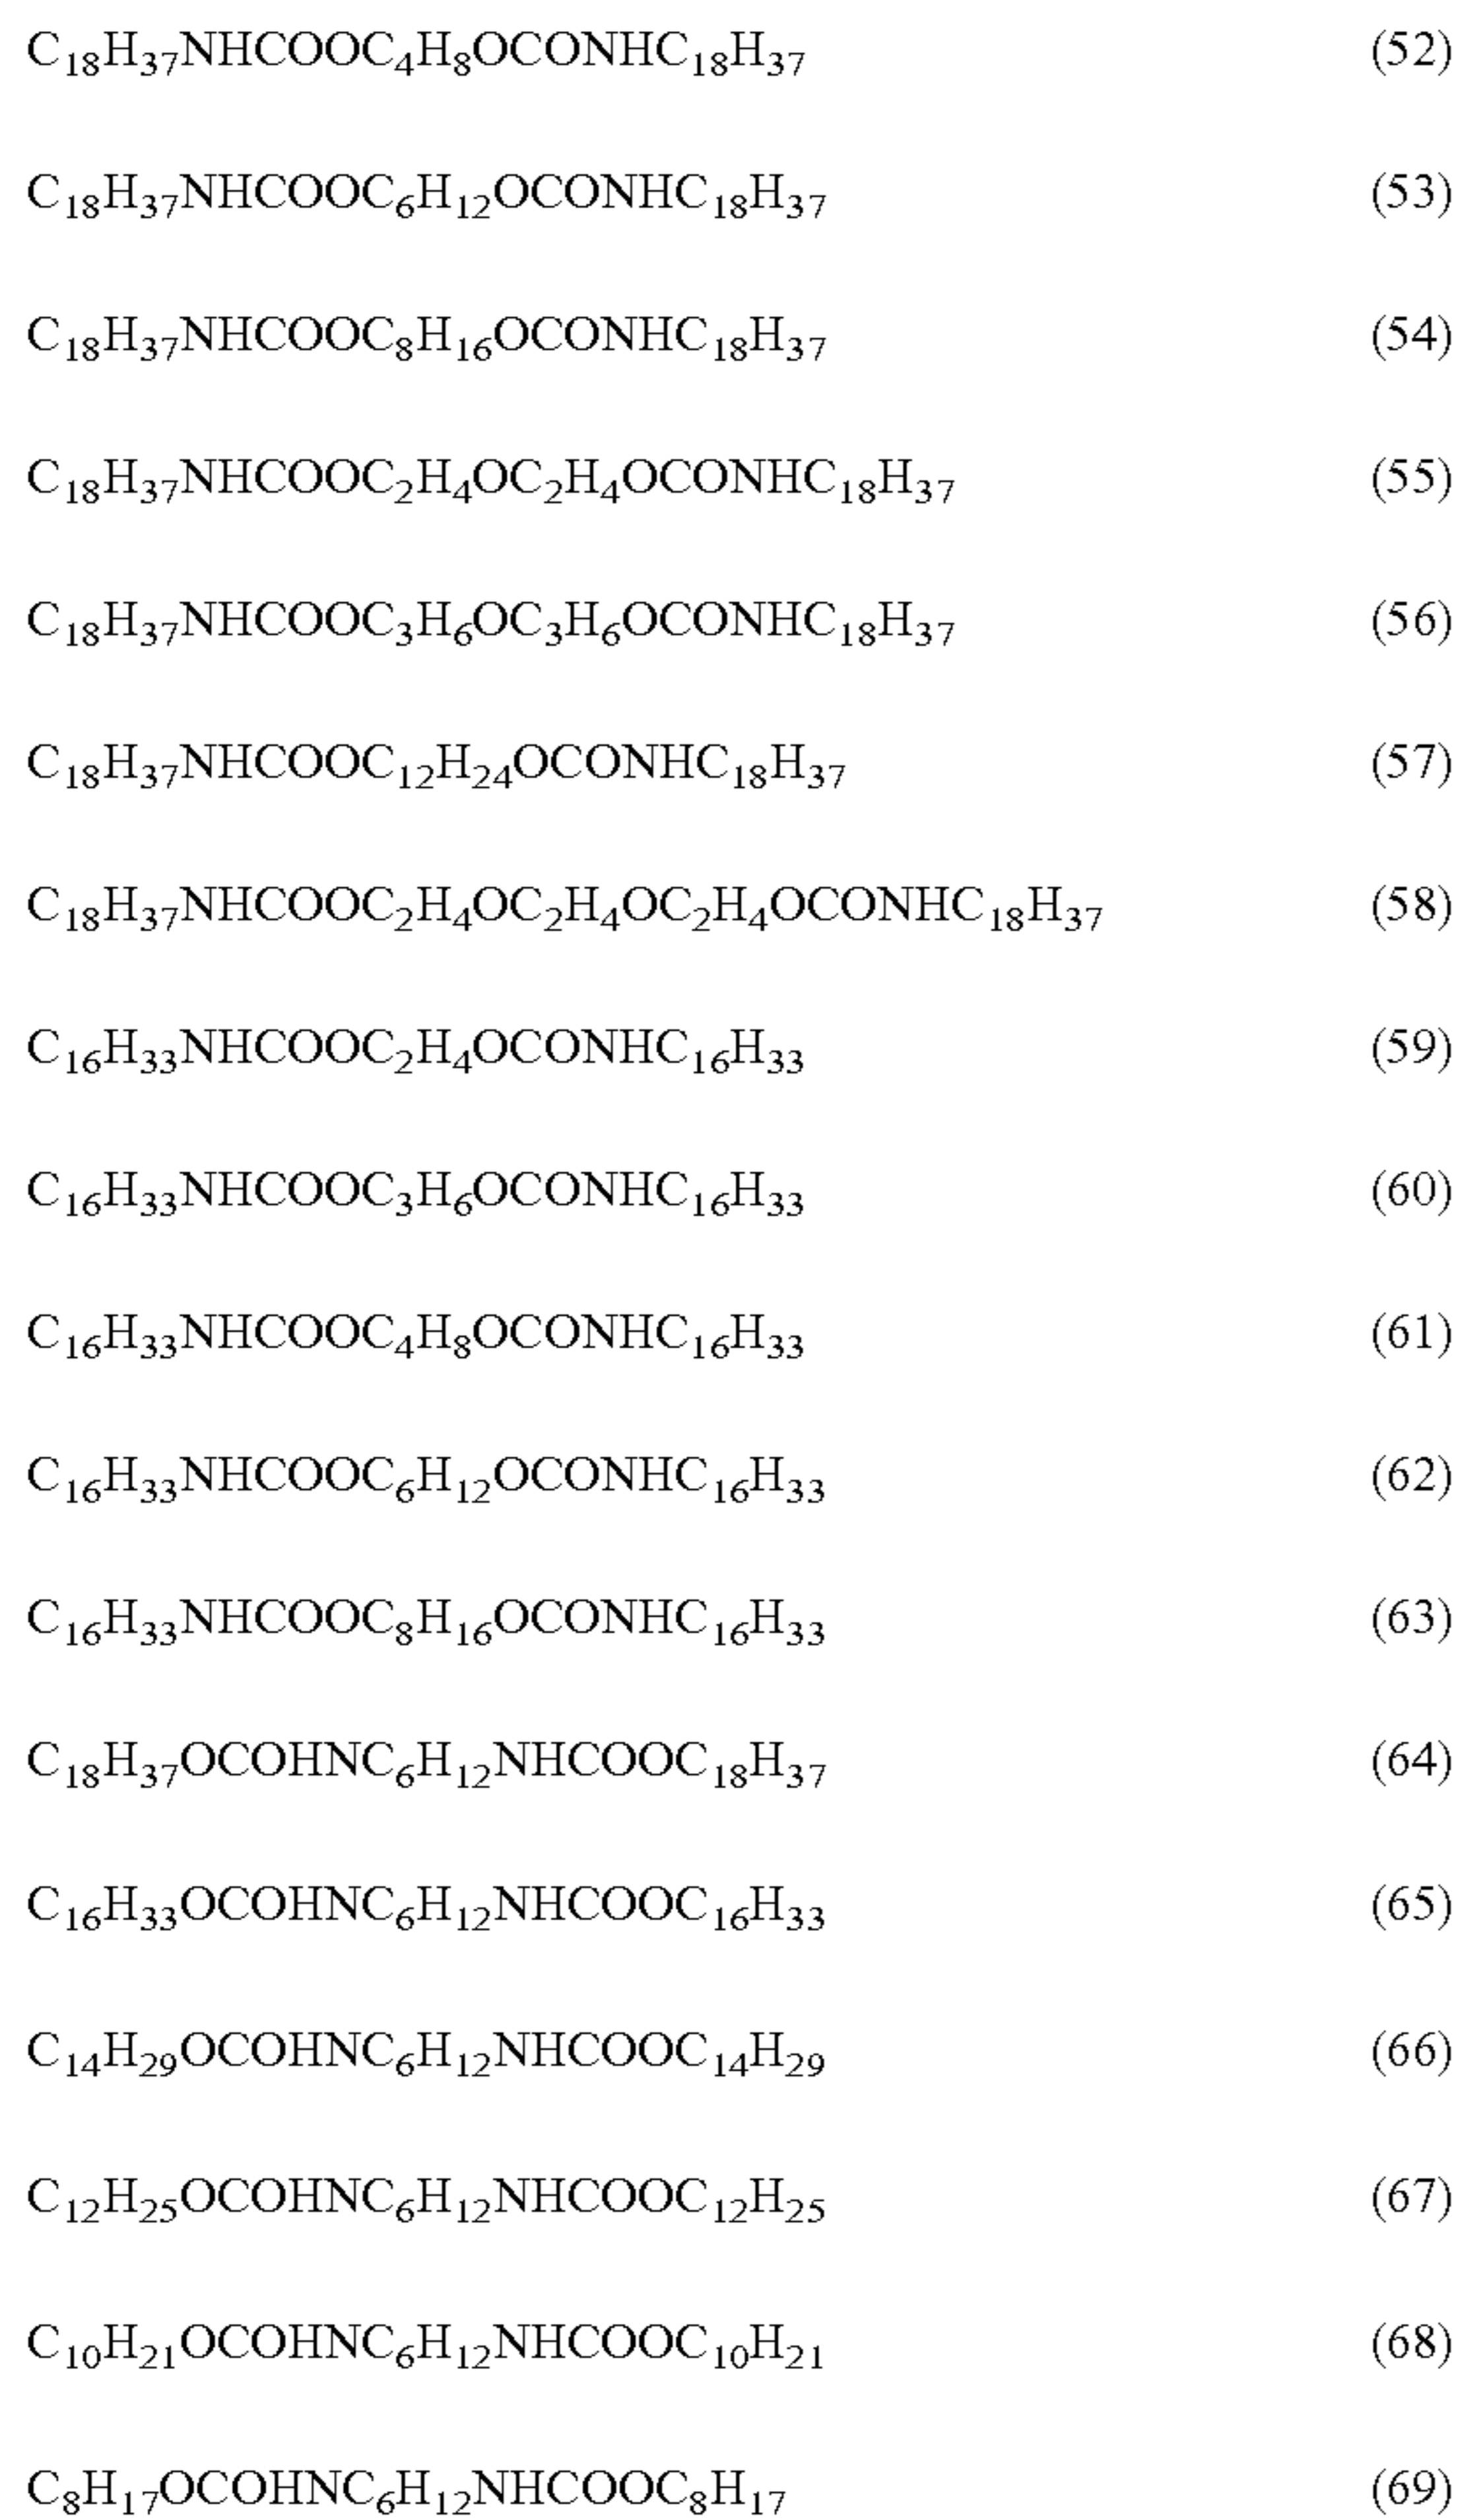 C₁₈H₃₇NHCOOC₄H₈OCONHC₁₈H₃₇ (52)
C₁₈H₃₇NHCOOC₆H₁₂OCONHC₁₈H₃₇ (53)
C₁₈H₃₇NHCOOC₈H₁₆OCONHC₁₈H₃₇ (54)
C₁₈H₃₇NHCOOC₂H₄OC₂H₄OCONHC₁₈H₃₇ (55)
C₁₈H₃₇NHCOOC₃H₆OC₃H₆OCONHC₁₈H₃₇ (56)
C₁₈H₃₇NHCOOC₁₂H₂₄OCONHC₁₈H₃₇ (57)
C₁₈H₃₇NHCOOC₂H₄OC₂H₄OC₂H₄OCONHC₁₈H₃₇ (58)
C₁₆H₃₃NHCOOC₂H₄OCONHC₁₆H₃₃ (59)
C₁₆H₃₃NHCOOC₃H₆OCONHC₁₆H₃₃ (60)
C₁₆H₃₃NHCOOC₄H₈OCONHC₁₆H₃₃ (61)
C₁₆H₃₃NHCOOC₆H₁₂OCONHC₁₆H₃₃ (62)
C₁₆H₃₃NHCOOC₈H₁₆OCONHC₁₆H₃₃ (63)
C₁₈H₃₇OCOHNC₆H₁₂NHCOOC₁₈H₃₇ (64)
C₁₆H₃₃OCOHNC₆H₁₂NHCOOC₁₆H₃₃ (65)
C₁₄H₂₉OCOHNC₆H₁₂NHCOOC₁₄H₂₉ (66)
C₁₂H₂₅OCOHNC₆H₁₂NHCOOC₁₂H₂₅ (67)
C₁₀H₂₁OCOHNC₆H₁₂NHCOOC₁₀H₂₁ (68)
C₈H₁₇OCOHNC₆H₁₂NHCOOC₈H₁₇ (69)